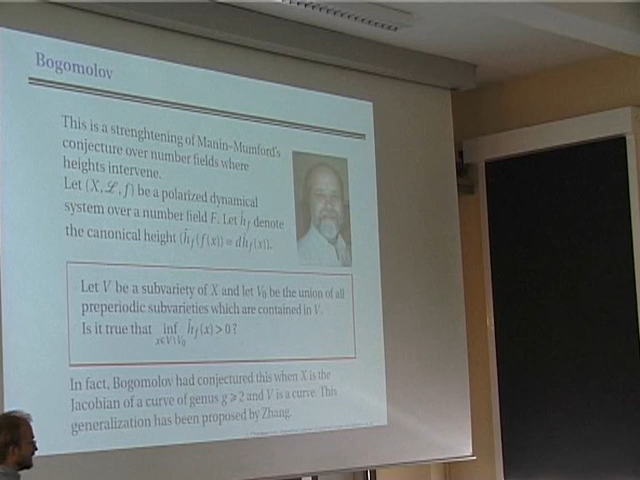 Bogomolov
This is a strenghtening of Manin–Mumford's
conjecture over number fields where
heights intervene.
Let (X, ℒ, f) be a polarized dynamical
system over a number field F. Let ĥ_f denote
the canonical height (ĥ_f(f(x)) = dĥ_f(x)).
Let V be a subvariety of X and let V₀ be the union of all
preperiodic subvarieties which are contained in V.
Is it true that inf ĥ_f(x) > 0 ?
x∈V\V₀
In fact, Bogomolov had conjectured this when X is the
Jacobian of a curve of genus g ⩾ 2 and V is a curve. This
generalization has been proposed by Zhang.